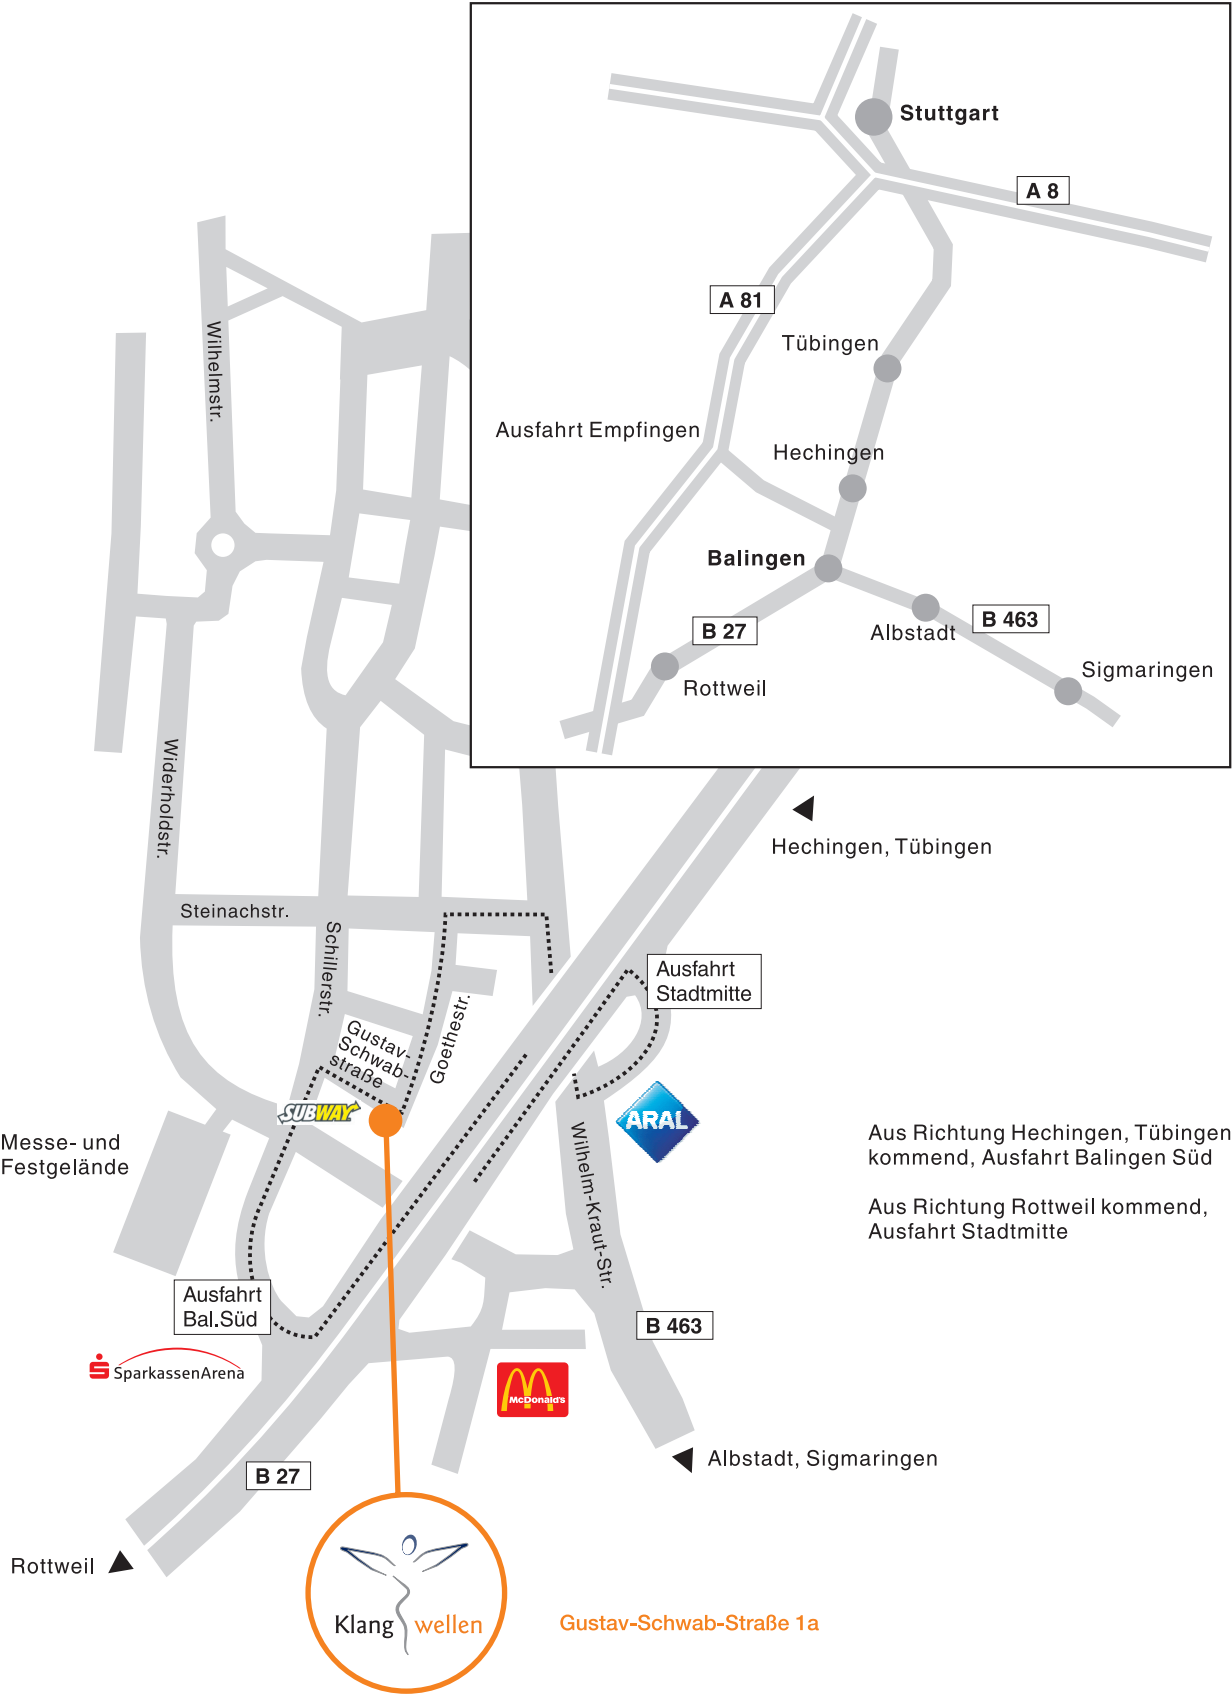 Stuttgart
A 8
A 81
Tübingen
Ausfahrt Empfingen
Hechingen
Balingen
B 27
Albstadt
B 463
Rottweil
Sigmaringen
Wilhelmstr.
Widerholdstr.
Hechingen, Tübingen
Steinachstr.
Schillerstr.
Ausfahrt
Stadtmitte
Gustav-
Schwab-
straße
Goethestr.
SUBWAY
ARAL
Messe- und
Festgelände
Wilhelm-Kraut-Str.
Aus Richtung Hechingen, Tübingen
kommend, Ausfahrt Balingen Süd
Aus Richtung Rottweil kommend,
Ausfahrt Stadtmitte
Ausfahrt
Bal.Süd
B 463
SparkassenArena
McDonald's
Albstadt, Sigmaringen
B 27
Rottweil
Klang wellen
Gustav-Schwab-Straße 1a